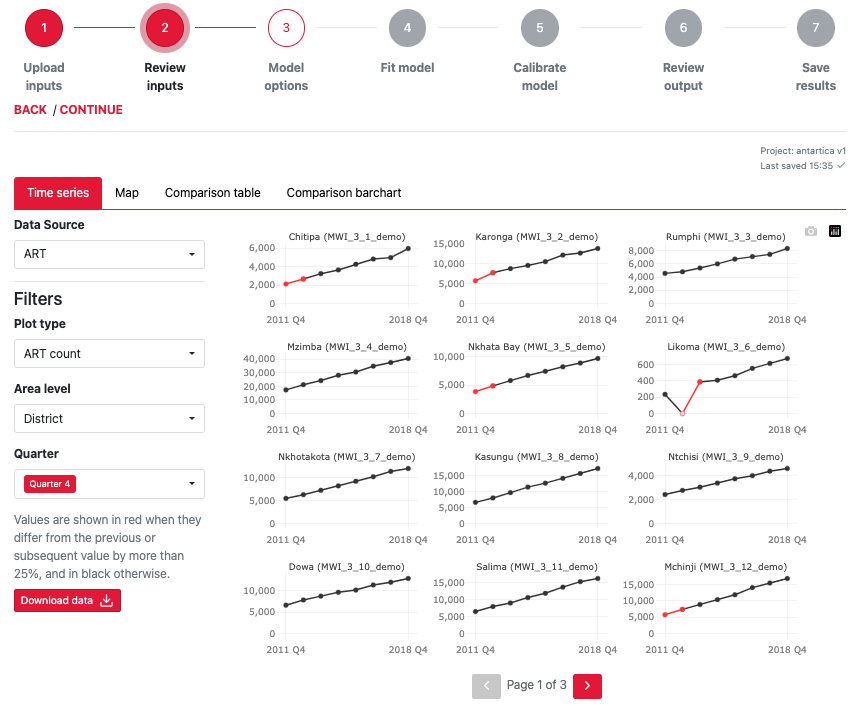 1 2 3 4 5 6 7
Upload inputs
Review inputs
Model options
Fit model
Calibrate model
Review output
Save results
BACK / CONTINUE
Project: antartica v1
Last saved 15:35
Time series Map Comparison table Comparison barchart
Data Source
ART
Filters
Plot type
ART count
Area level
District
Quarter
Quarter 4
Values are shown in red when they
differ from the previous or
subsequent value by more than
25%, and in black otherwise.
Download data
Chitipa (MWI_3_1_demo)
6,000
4,000
2,000
0
2011 Q4 2018 Q4
Karonga (MWI_3_2_demo)
15,000
10,000
5,000
0
2011 Q4 2018 Q4
Rumphi (MWI_3_3_demo)
8,000
6,000
4,000
2,000
0
2011 Q4 2018 Q4
Mzimba (MWI_3_4_demo)
40,000
30,000
20,000
10,000
0
2011 Q4 2018 Q4
Nkhata Bay (MWI_3_5_demo)
10,000
5,000
0
2011 Q4 2018 Q4
Likoma (MWI_3_6_demo)
600
400
200
0
2011 Q4 2018 Q4
Nkhotakota (MWI_3_7_demo)
10,000
5,000
0
2011 Q4 2018 Q4
Kasungu (MWI_3_8_demo)
15,000
10,000
5,000
0
2011 Q4 2018 Q4
Ntchisi (MWI_3_9_demo)
4,000
2,000
0
2011 Q4 2018 Q4
Dowa (MWI_3_10_demo)
10,000
5,000
0
2011 Q4 2018 Q4
Salima (MWI_3_11_demo)
15,000
10,000
5,000
0
2011 Q4 2018 Q4
Mchinji (MWI_3_12_demo)
15,000
10,000
5,000
0
2011 Q4 2018 Q4
Page 1 of 3